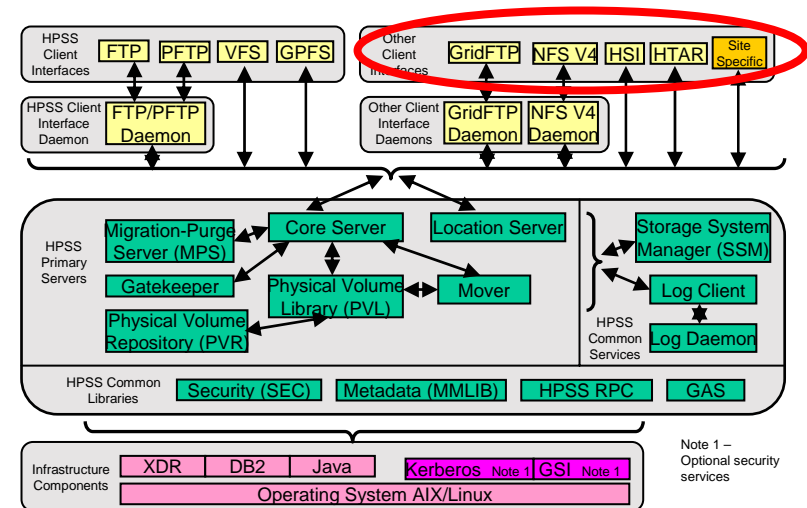 HPSS
Client
Interfaces
FTP
PFTP
VFS
GPFS
Other
Client
Interfaces
GridFTP
NFS V4
HSI
HTAR
Site
Specific
HPSS Client
Interface
Daemon
FTP/PFTP
Daemon
Other Client
Interface
Daemons
GridFTP
Daemon
NFS V4
Daemon
HPSS
Primary
Servers
Migration-Purge
Server (MPS)
Core Server
Location Server
Gatekeeper
Physical Volume
Library (PVL)
Mover
Physical Volume
Repository (PVR)
Storage System
Manager (SSM)
Log Client
HPSS
Common
Services
Log Daemon
HPSS Common
Libraries
Security (SEC)
Metadata (MMLIB)
HPSS RPC
GAS
Infrastructure
Components
XDR
DB2
Java
Kerberos Note 1
GSI Note 1
Operating System AIX/Linux
Note 1 –
Optional security
services